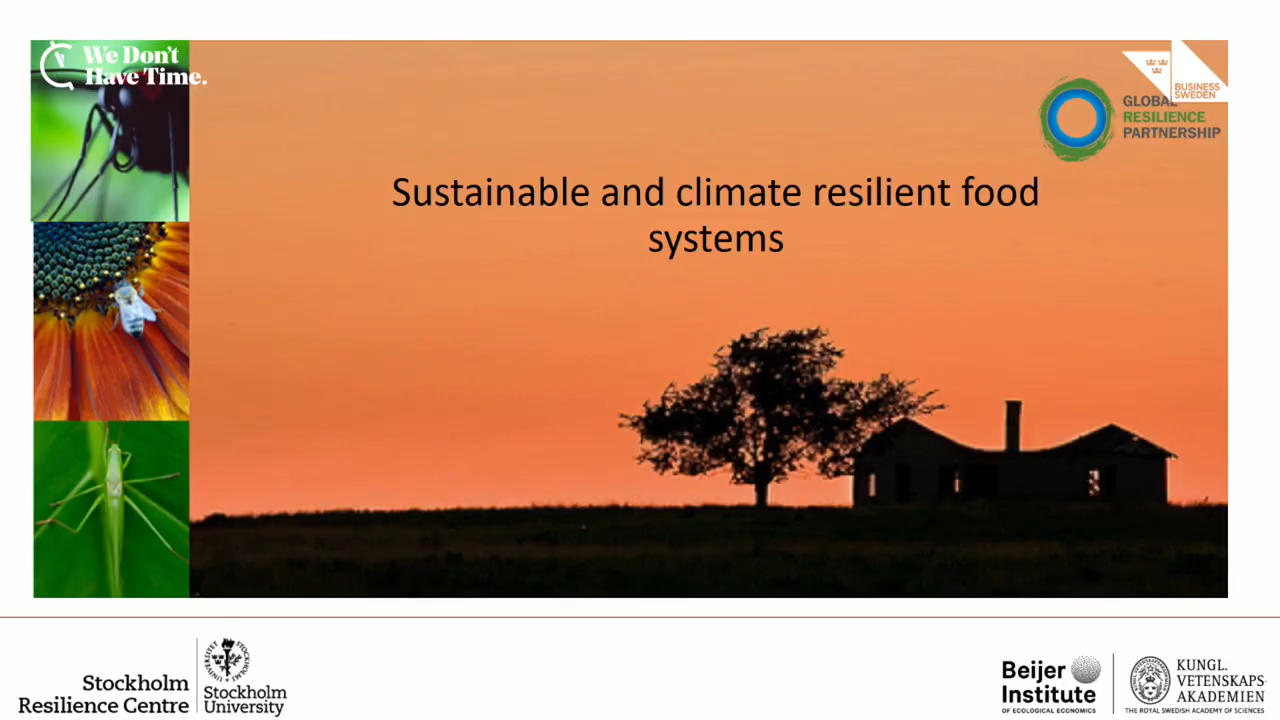 We Don't
Have Time.
BUSINESS
SWEDEN
GLOBAL
RESILIENCE
PARTNERSHIP
Sustainable and climate resilient food
systems
Stockholm
Resilience Centre
Stockholm
University
Beijer
Institute
OF ECOLOGICAL ECONOMICS
KUNGL.
VETENSKAPS-
AKADEMIEN
THE ROYAL SWEDISH ACADEMY OF SCIENCES